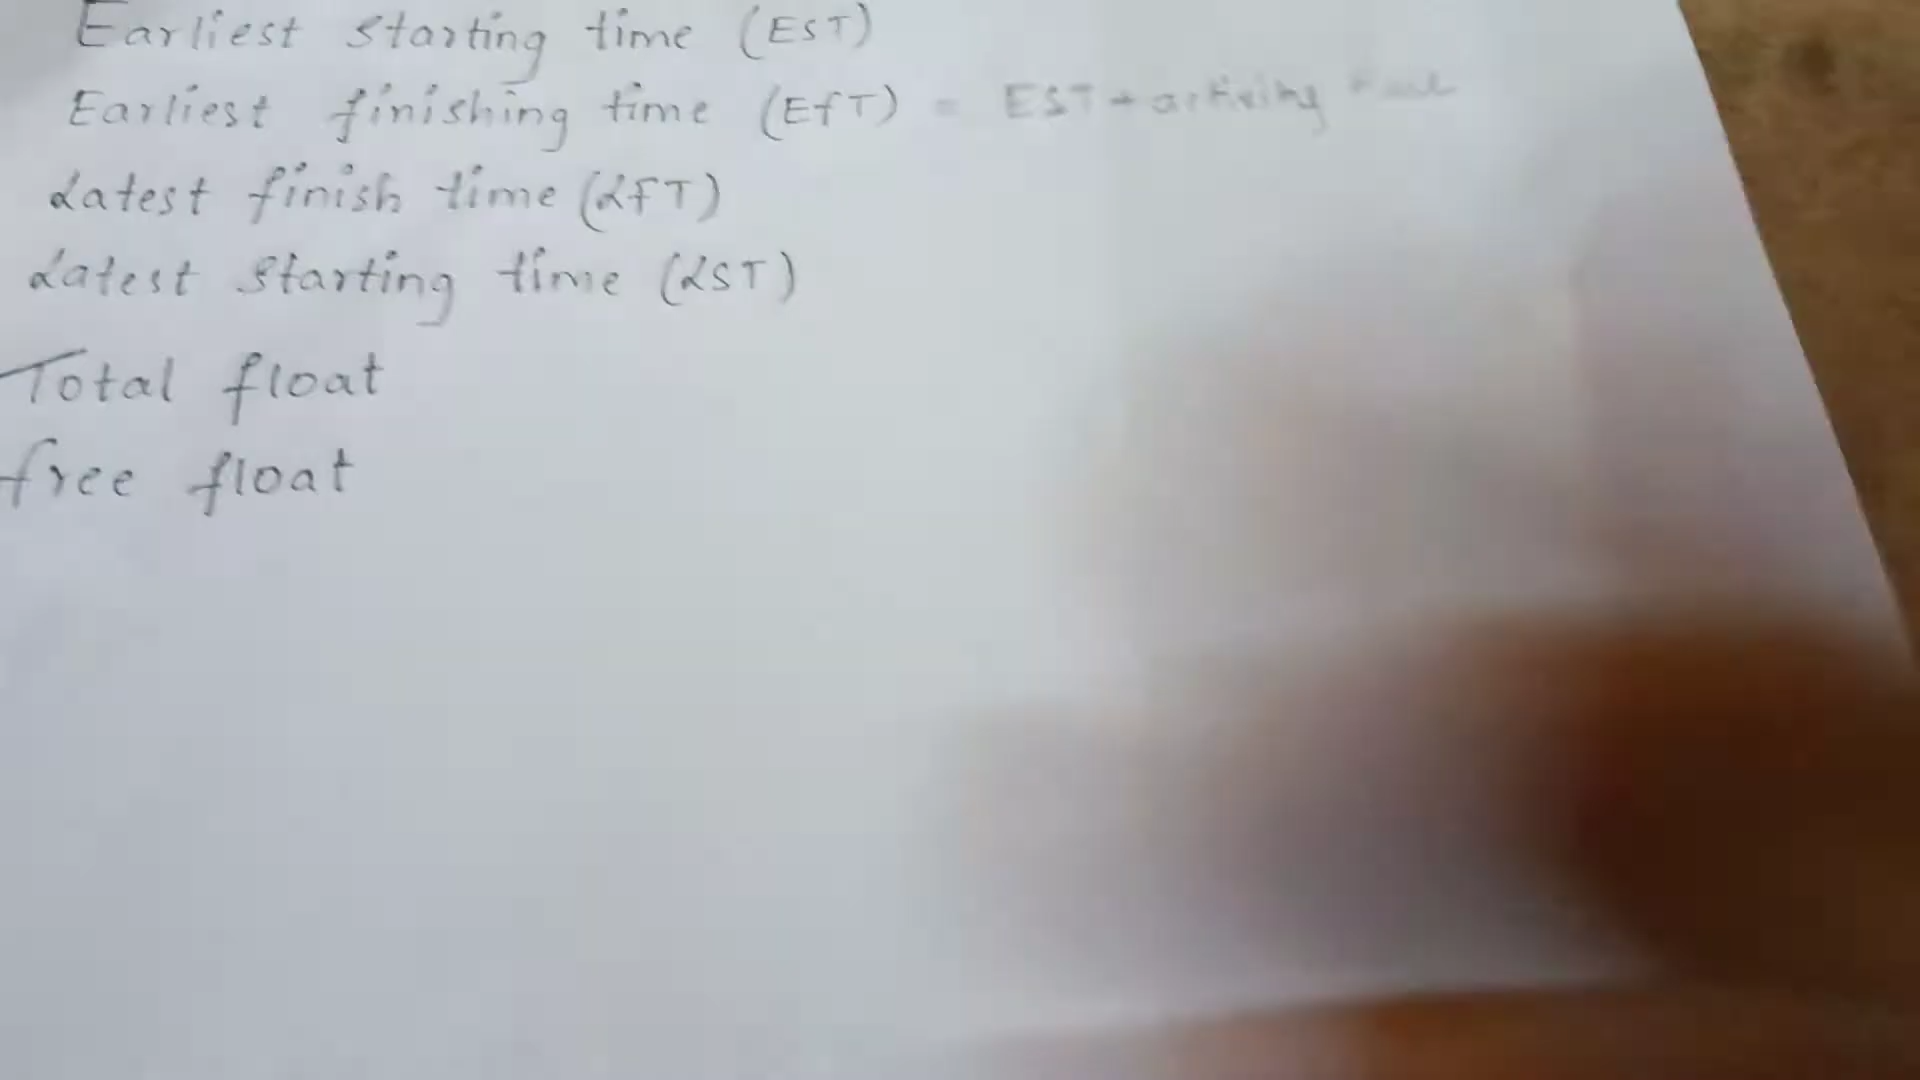 Earliest starting time (EST)
Earliest finishing time (EfT) = EST + activity
Latest finish time (LFT)
Latest starting time (LST)
Total float
free float